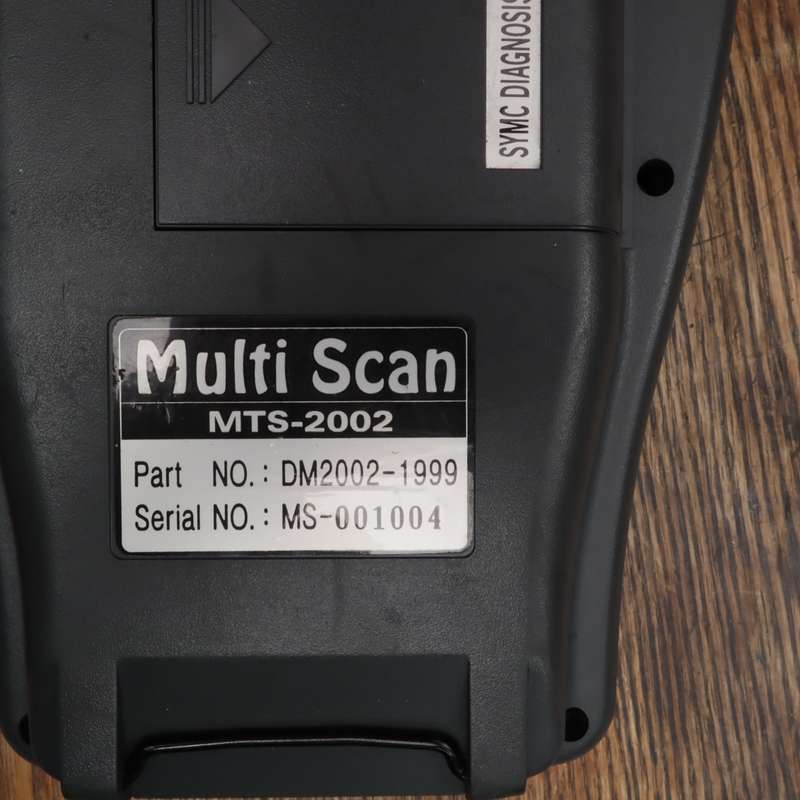 SYMC DIAGNOSIS
Multi Scan
MTS-2002
Part NO. : DM2002-1999
Serial NO. : MS-001004